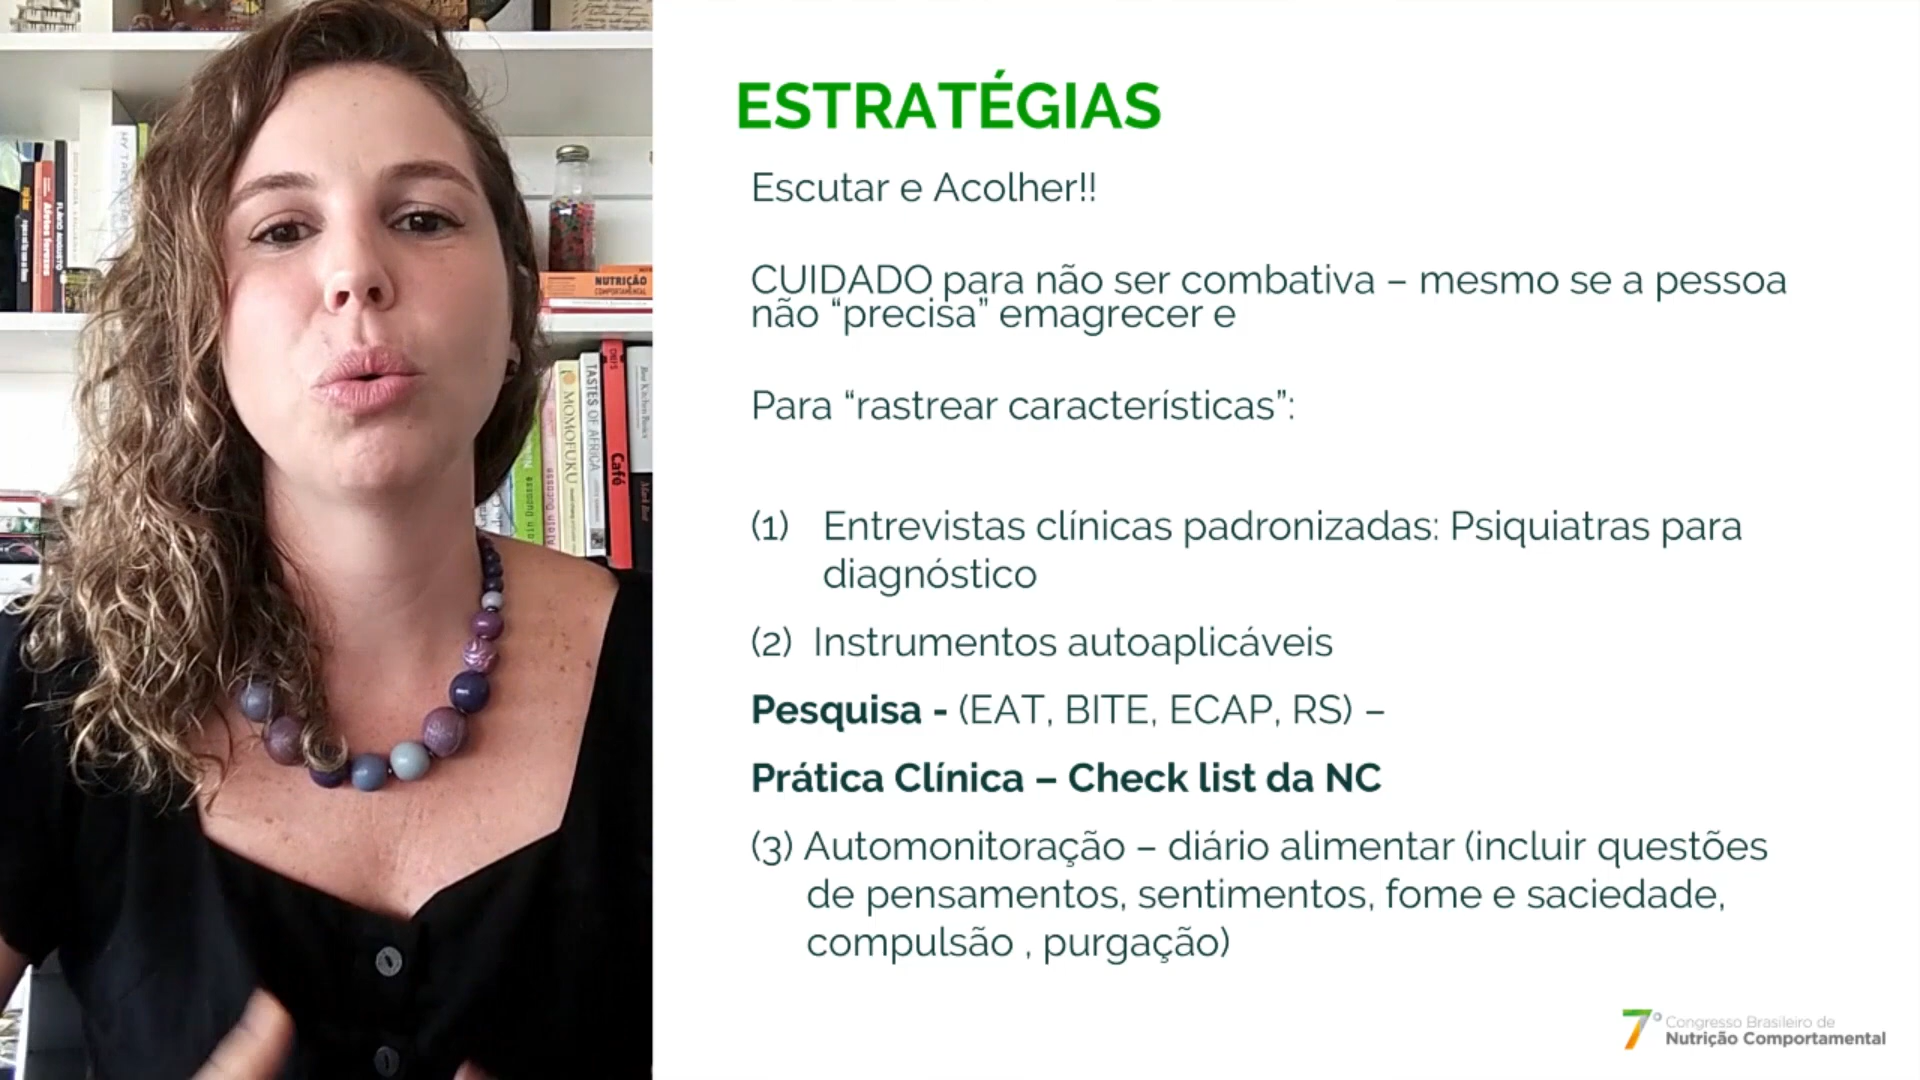 ESTRATÉGIAS
Escutar e Acolher!!
CUIDADO para não ser combativa – mesmo se a pessoa
não “precisa” emagrecer e
Para “rastrear características”:
(1) Entrevistas clínicas padronizadas: Psiquiatras para
diagnóstico
(2) Instrumentos autoaplicáveis
Pesquisa - (EAT, BITE, ECAP, RS) –
Prática Clínica – Check list da NC
(3) Automonitoração – diário alimentar (incluir questões
de pensamentos, sentimentos, fome e saciedade,
compulsão , purgação)
7º Congresso Brasileiro de
Nutrição Comportamental
NUTRIÇÃO
COMPORTAMENTAL
MOMOFUKU
TASTES OF AFRICA
Café
Afetos ferozes